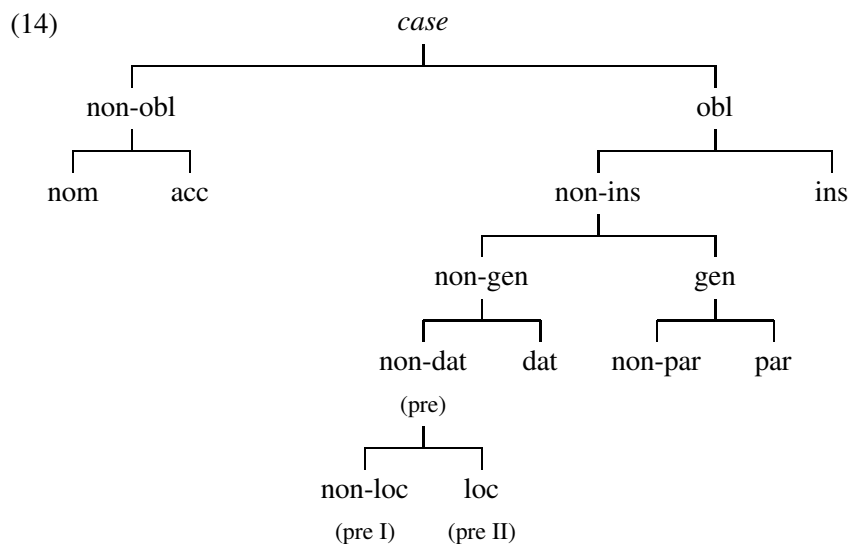 (14) case
non-obl obl
nom acc non-ins ins
non-gen gen
non-dat dat non-par par
(pre)
non-loc loc
(pre I) (pre II)